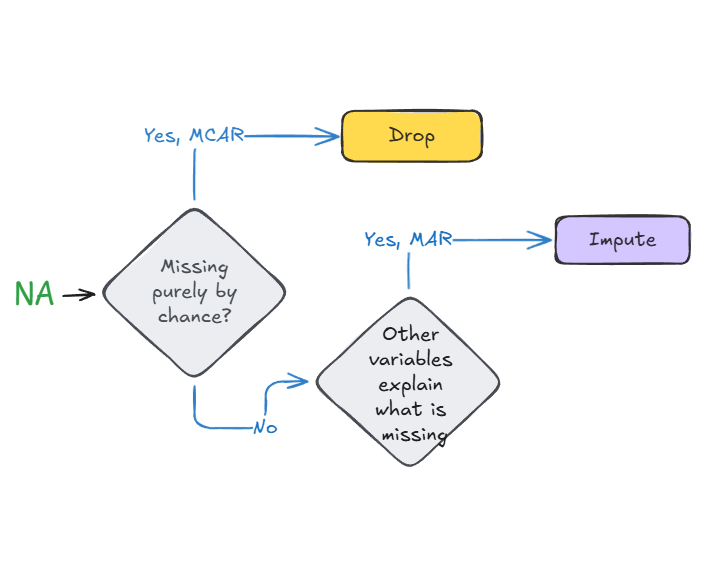 Yes, MCAR
Drop
Yes, MAR
Impute
NA
Missing
purely by
chance?
Other
variables
explain
what is
missing
No